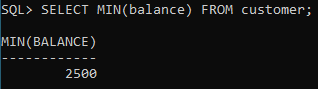 SQL> SELECT MIN(balance) FROM customer;
MIN(BALANCE)
------------
2500